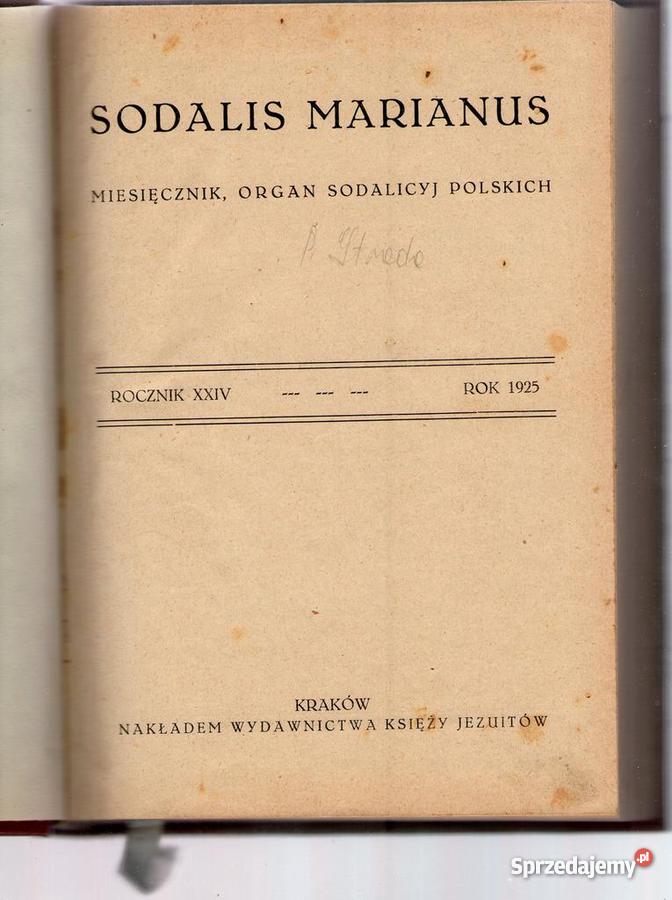 SODALIS MARIANUS
MIESIĘCZNIK, ORGAN SODALICYJ POLSKICH
ROCZNIK XXIV --- --- --- ROK 1925
KRAKÓW
NAKŁADEM WYDAWNICTWA KSIĘŻY JEZUITÓW
Sprzedajemy.pl